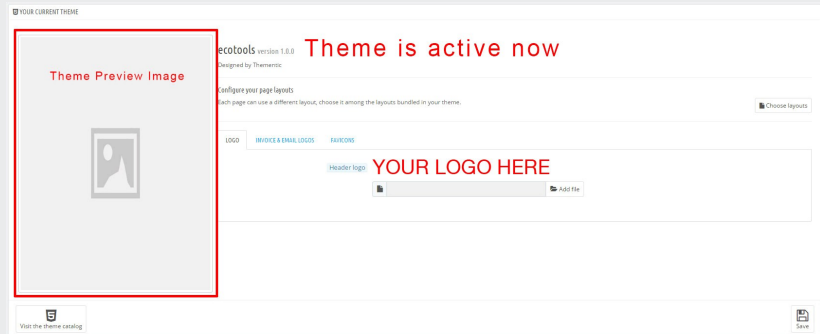 YOUR CURRENT THEME
Theme Preview Image
ecotools version 1.0.0 Theme is active now
Designed by Thementic
Configure your page layouts
Each page can use a different layout, choose it among the layouts bundled in your theme.
Choose layouts
LOGO INVOICE & EMAIL LOGOS FAVICONS
Header logo YOUR LOGO HERE
Add file
Visit the theme catalog
Save